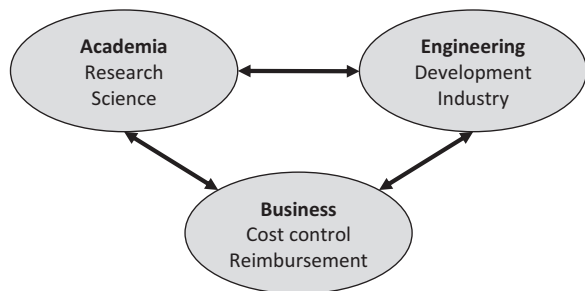 Academia
Research
Science
Engineering
Development
Industry
Business
Cost control
Reimbursement